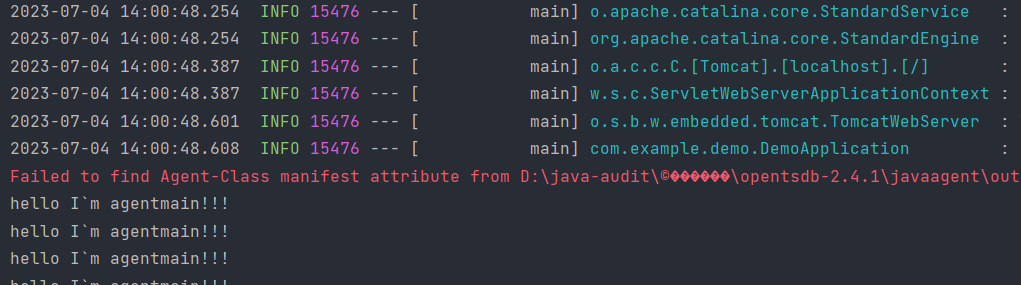 2023-07-04 14:00:48.254  INFO 15476 --- [           main] o.apache.catalina.core.StandardService   :
2023-07-04 14:00:48.254  INFO 15476 --- [           main] org.apache.catalina.core.StandardEngine  :
2023-07-04 14:00:48.387  INFO 15476 --- [           main] o.a.c.c.C.[Tomcat].[localhost].[/]       :
2023-07-04 14:00:48.387  INFO 15476 --- [           main] w.s.c.ServletWebServerApplicationContext :
2023-07-04 14:00:48.601  INFO 15476 --- [           main] o.s.b.w.embedded.tomcat.TomcatWebServer  :
2023-07-04 14:00:48.608  INFO 15476 --- [           main] com.example.demo.DemoApplication         :
Failed to find Agent-Class manifest attribute from D:\java-audit\©������\opentsdb-2.4.1\javaagent\out
hello I`m agentmain!!!
hello I`m agentmain!!!
hello I`m agentmain!!!
hello I`m agentmain!!!